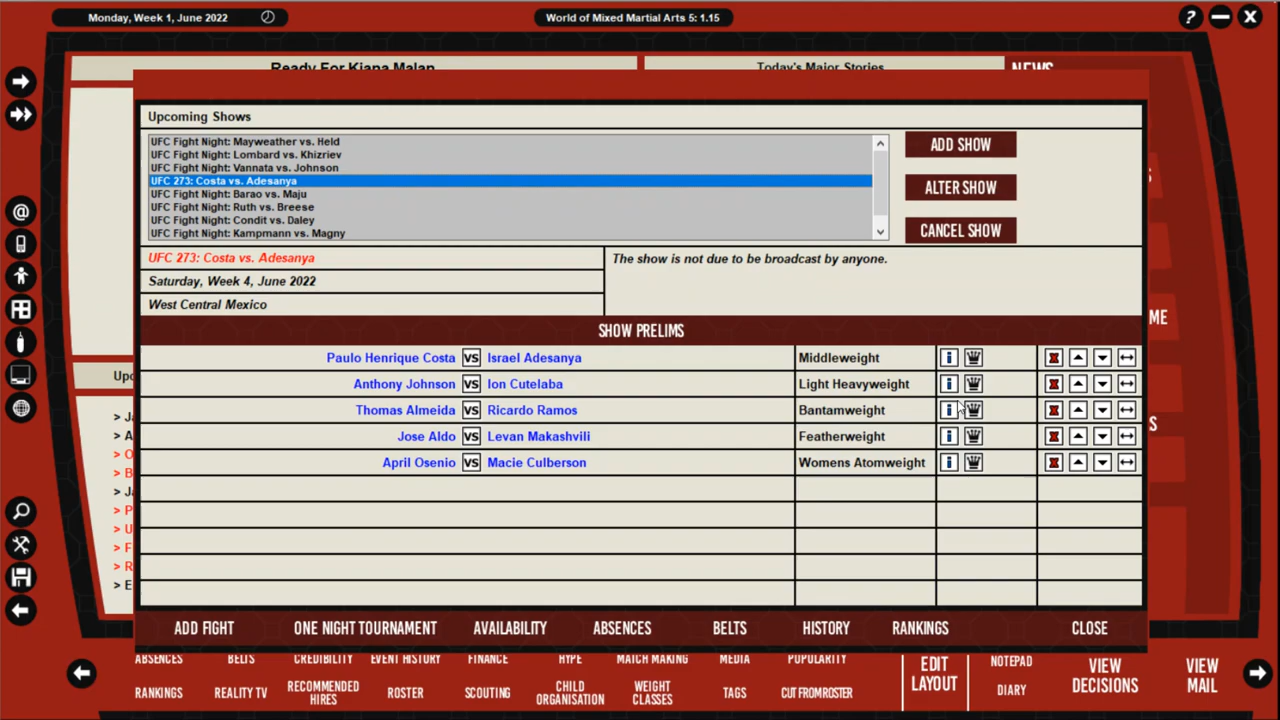 Monday, Week 1, June 2022
World of Mixed Martial Arts 5: 1.15
?
Ready For Kiana Malan
Today's Major Stories
NEWS
Upcoming Shows
UFC Fight Night: Mayweather vs. Held
UFC Fight Night: Lombard vs. Khizriev
UFC Fight Night: Vannata vs. Johnson
UFC 273: Costa vs. Adesanya
UFC Fight Night: Barao vs. Maju
UFC Fight Night: Ruth vs. Breese
UFC Fight Night: Condit vs. Daley
UFC Fight Night: Kampmann vs. Magny
ADD SHOW
ALTER SHOW
CANCEL SHOW
UFC 273: Costa vs. Adesanya
Saturday, Week 4, June 2022
West Central Mexico
The show is not due to be broadcast by anyone.
SHOW PRELIMS
Paulo Henrique Costa VS Israel Adesanya Middleweight i X
Anthony Johnson VS Ion Cutelaba Light Heavyweight i X
Thomas Almeida VS Ricardo Ramos Bantamweight i X
Jose Aldo VS Levan Makashvili Featherweight i X
April Osenio VS Macie Culberson Womens Atomweight i X
ADD FIGHT ONE NIGHT TOURNAMENT AVAILABILITY ABSENCES BELTS HISTORY RANKINGS CLOSE
Upc
> Ja
> A
> O
> B
> Ja
> P
> U
> F
> R
> E
S
ME
S
ABSENCES BELTS CREDIBILITY EVENT HISTORY FINANCE HYPE MATCH MAKING MEDIA POPULARITY
RANKINGS REALITY TV RECOMMENDED HIRES ROSTER SCOUTING CHILD ORGANISATION WEIGHT CLASSES TAGS CUT FROM ROSTER
EDIT LAYOUT
NOTEPAD
DIARY
VIEW DECISIONS
VIEW MAIL